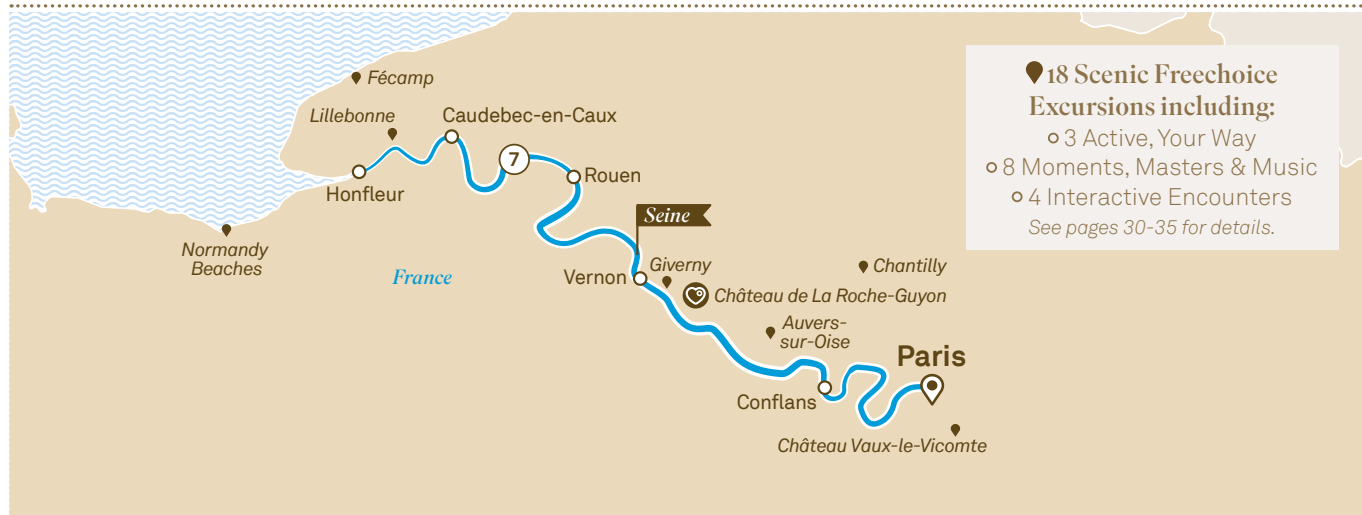 Fécamp
Lillebonne
Caudebec-en-Caux
7
Honfleur
Rouen
Seine
Normandy
Beaches
France
Vernon
Giverny
Château de La Roche-Guyon
Chantilly
Auvers-
sur-Oise
Paris
Conflans
Château Vaux-le-Vicomte
18 Scenic Freechoice
Excursions including:
3 Active, Your Way
8 Moments, Masters & Music
4 Interactive Encounters
See pages 30-35 for details.